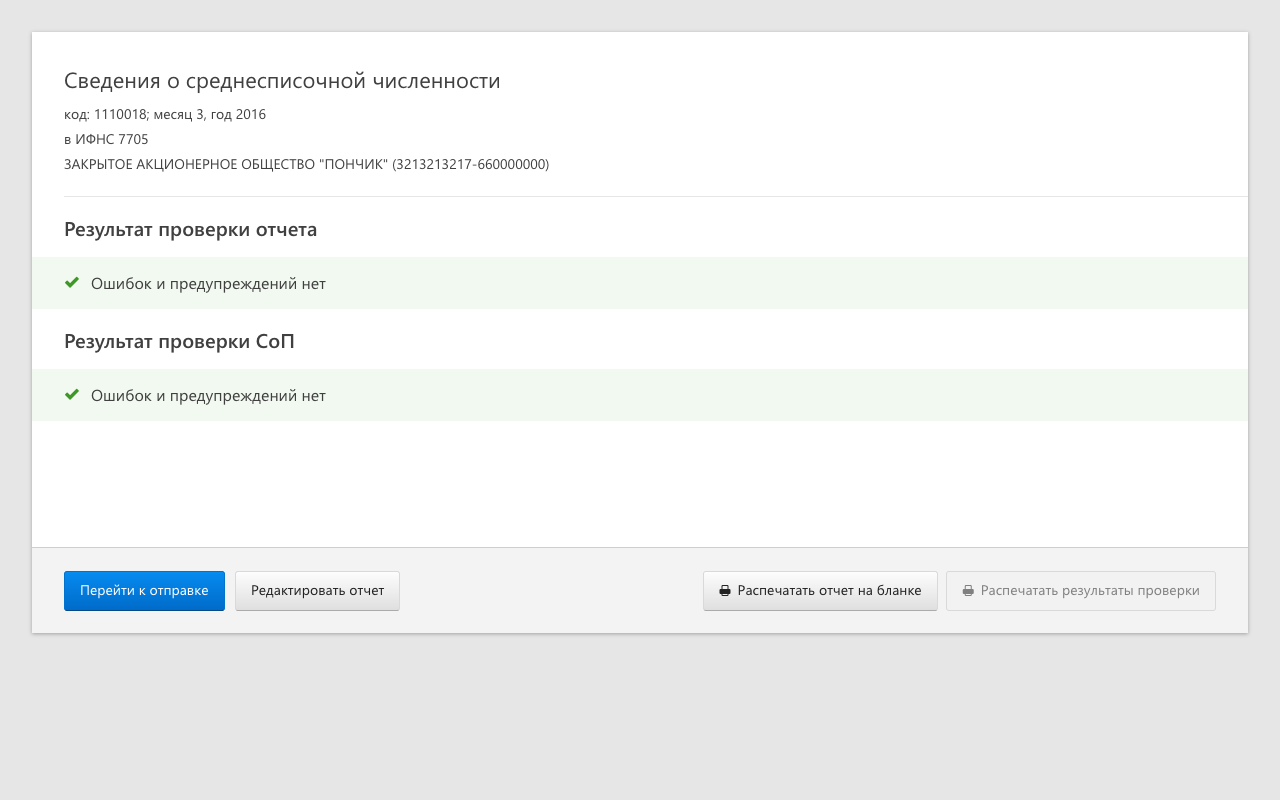 Сведения о среднесписочной численности
код: 1110018; месяц 3, год 2016
в ИФНС 7705
ЗАКРЫТОЕ АКЦИОНЕРНОЕ ОБЩЕСТВО "ПОНЧИК" (3213213217-660000000)
Результат проверки отчета
Ошибок и предупреждений нет
Результат проверки СоП
Ошибок и предупреждений нет
Перейти к отправке
Редактировать отчет
Распечатать отчет на бланке
Распечатать результаты проверки